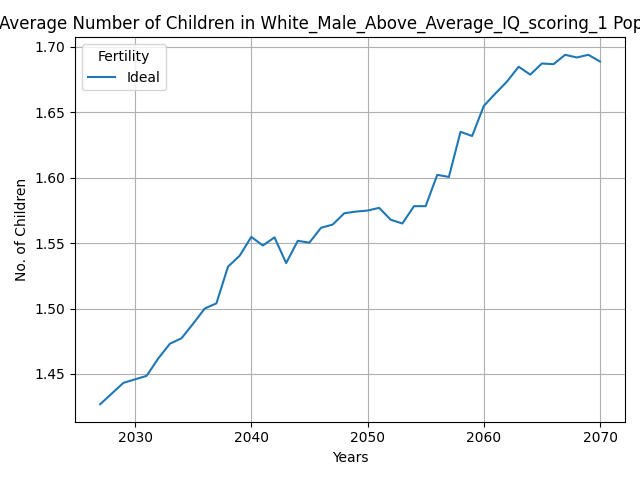 Average Number of Children in White_Male_Above_Average_IQ_scoring_1 Pop
Fertility
Ideal
No. of Children
1.70
1.65
1.60
1.55
1.50
1.45
2030 2040 2050 2060 2070
Years